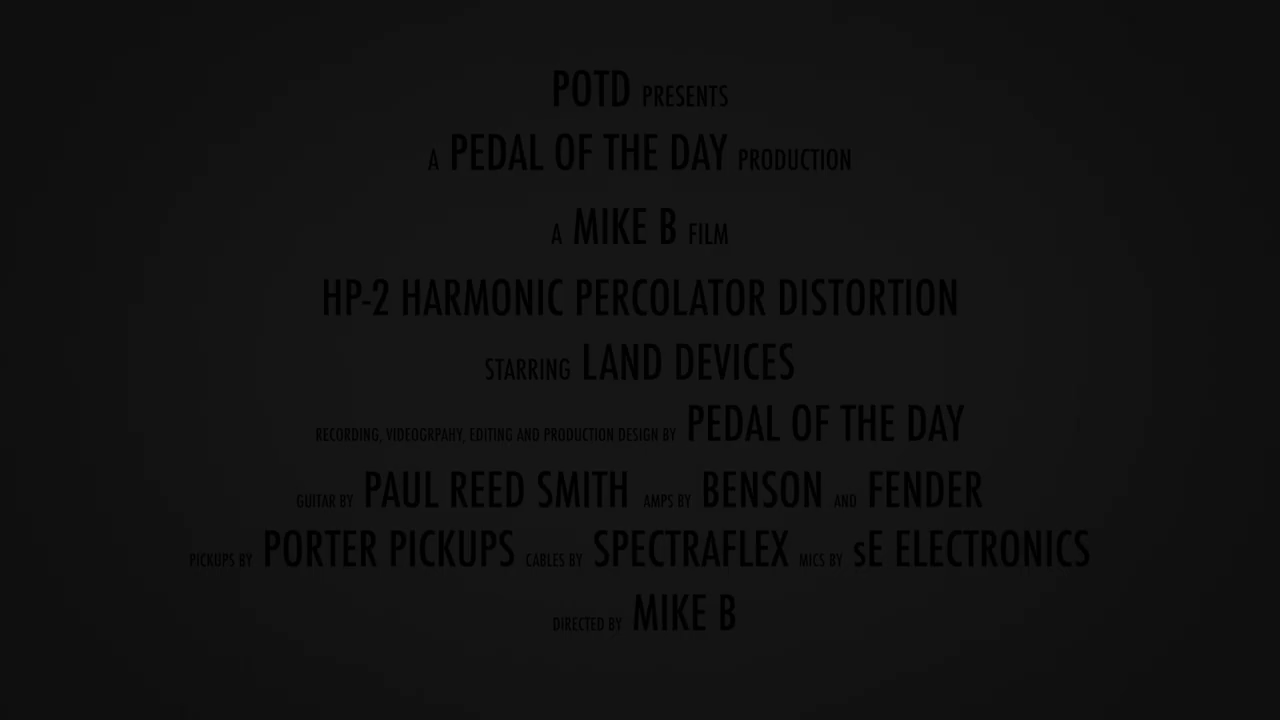 POTD PRESENTS
A PEDAL OF THE DAY PRODUCTION
A MIKE B FILM
HP-2 HARMONIC PERCOLATOR DISTORTION
STARRING LAND DEVICES
RECORDING, VIDEOGRPAHY, EDITING AND PRODUCTION DESIGN BY PEDAL OF THE DAY
GUITAR BY PAUL REED SMITH AMPS BY BENSON AND FENDER
PICKUPS BY PORTER PICKUPS CABLES BY SPECTRAFLEX MICS BY sE ELECTRONICS
DIRECTED BY MIKE B